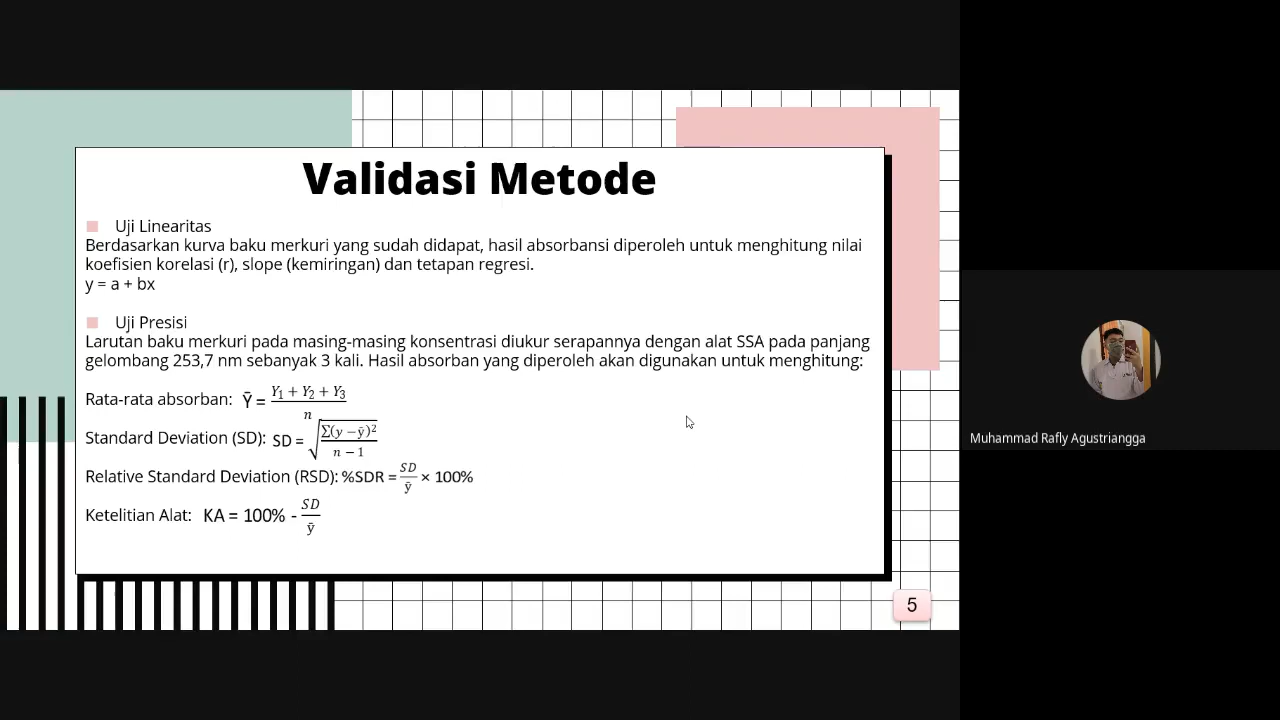 Validasi Metode
Uji Linearitas
Berdasarkan kurva baku merkuri yang sudah didapat, hasil absorbansi diperoleh untuk menghitung nilai
koefisien korelasi (r), slope (kemiringan) dan tetapan regresi.
y = a + bx
Uji Presisi
Larutan baku merkuri pada masing-masing konsentrasi diukur serapannya dengan alat SSA pada panjang
gelombang 253,7 nm sebanyak 3 kali. Hasil absorban yang diperoleh akan digunakan untuk menghitung:
Rata-rata absorban: Ȳ = (Y₁ + Y₂ + Y₃) / n
Standard Deviation (SD): SD = √(∑(y − ȳ)² / (n − 1))
Relative Standard Deviation (RSD): %SDR = SD / ȳ × 100%
Ketelitian Alat: KA = 100% - SD / ȳ
5
Muhammad Rafly Agustriangga